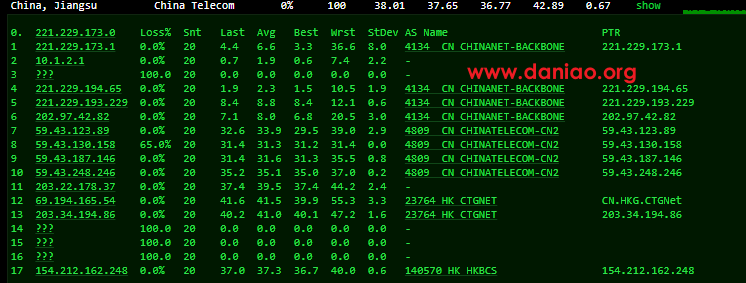 China, Jiangsu China Telecom 0% 100 38.01 37.65 36.77 42.89 0.67 show
0. 221.229.173.0 Loss% Snt Last Avg Best Wrst StDev AS Name PTR
1 221.229.173.1 0.0% 20 4.4 6.6 3.3 36.6 8.0 4134 CN CHINANET-BACKBONE 221.229.173.1
2 10.1.2.1 0.0% 20 0.7 1.9 0.6 7.4 2.2 -
3 ??? 100.0 20 0.0 0.0 0.0 0.0 0.0 -
www.daniao.org
4 221.229.194.65 0.0% 20 1.9 2.3 1.5 10.5 1.9 4134 CN CHINANET-BACKBONE 221.229.194.65
5 221.229.193.229 0.0% 20 8.4 8.8 8.4 12.1 0.6 4134 CN CHINANET-BACKBONE 221.229.193.229
6 202.97.42.82 0.0% 20 7.1 8.0 6.8 20.5 3.0 4134 CN CHINANET-BACKBONE 202.97.42.82
7 59.43.123.89 0.0% 20 32.6 33.9 29.5 39.0 2.9 4809 CN CHINATELECOM-CN2 59.43.123.89
8 59.43.130.158 65.0% 20 31.4 31.3 31.2 31.4 0.0 4809 CN CHINATELECOM-CN2 59.43.130.158
9 59.43.187.146 0.0% 20 31.4 31.6 31.3 35.5 0.8 4809 CN CHINATELECOM-CN2 59.43.187.146
10 59.43.248.246 0.0% 20 35.2 35.1 35.0 37.0 0.2 4809 CN CHINATELECOM-CN2 59.43.248.246
11 203.22.178.37 0.0% 20 37.4 39.5 37.4 44.2 2.4 -
12 69.194.165.54 0.0% 20 41.6 41.5 39.9 55.3 3.3 23764 HK CTGNET CN.HKG.CTGNet
13 203.34.194.86 0.0% 20 40.2 41.0 40.1 47.2 1.6 23764 HK CTGNET 203.34.194.86
14 ??? 100.0 20 0.0 0.0 0.0 0.0 0.0 -
15 ??? 100.0 20 0.0 0.0 0.0 0.0 0.0 -
16 ??? 100.0 20 0.0 0.0 0.0 0.0 0.0 -
17 154.212.162.248 0.0% 20 37.0 37.3 36.7 40.0 0.6 140570 HK HKBCS 154.212.162.248